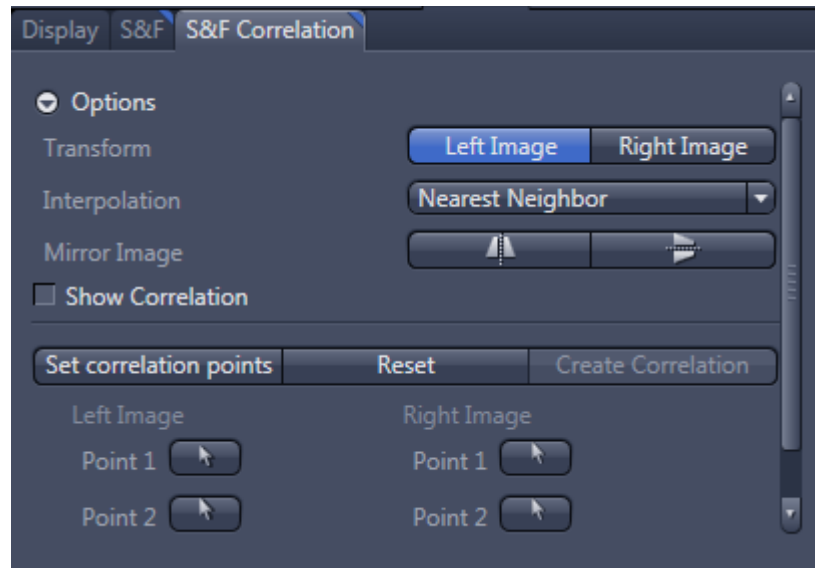 Display S&F S&F Correlation
Options
Transform Left Image Right Image
Interpolation Nearest Neighbor
Mirror Image
Show Correlation
Set correlation points Reset Create Correlation
Left Image Right Image
Point 1 Point 1
Point 2 Point 2